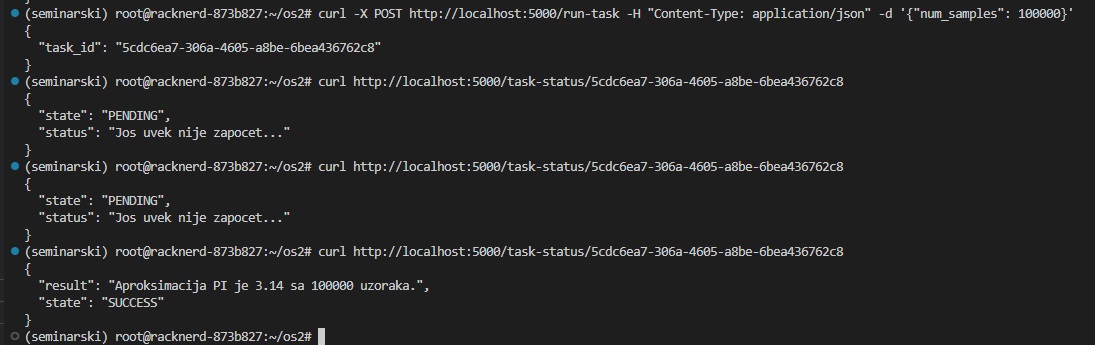 (seminarski) root@racknerd-873b827:~/os2# curl -X POST http://localhost:5000/run-task -H "Content-Type: application/json" -d '{"num_samples": 100000}'
{
  "task_id": "5cdc6ea7-306a-4605-a8be-6bea436762c8"
}
(seminarski) root@racknerd-873b827:~/os2# curl http://localhost:5000/task-status/5cdc6ea7-306a-4605-a8be-6bea436762c8
{
  "state": "PENDING",
  "status": "Jos uvek nije zapocet..."
}
(seminarski) root@racknerd-873b827:~/os2# curl http://localhost:5000/task-status/5cdc6ea7-306a-4605-a8be-6bea436762c8
{
  "state": "PENDING",
  "status": "Jos uvek nije zapocet..."
}
(seminarski) root@racknerd-873b827:~/os2# curl http://localhost:5000/task-status/5cdc6ea7-306a-4605-a8be-6bea436762c8
{
  "result": "Aproksimacija PI je 3.14 sa 100000 uzoraka.",
  "state": "SUCCESS"
}
(seminarski) root@racknerd-873b827:~/os2#